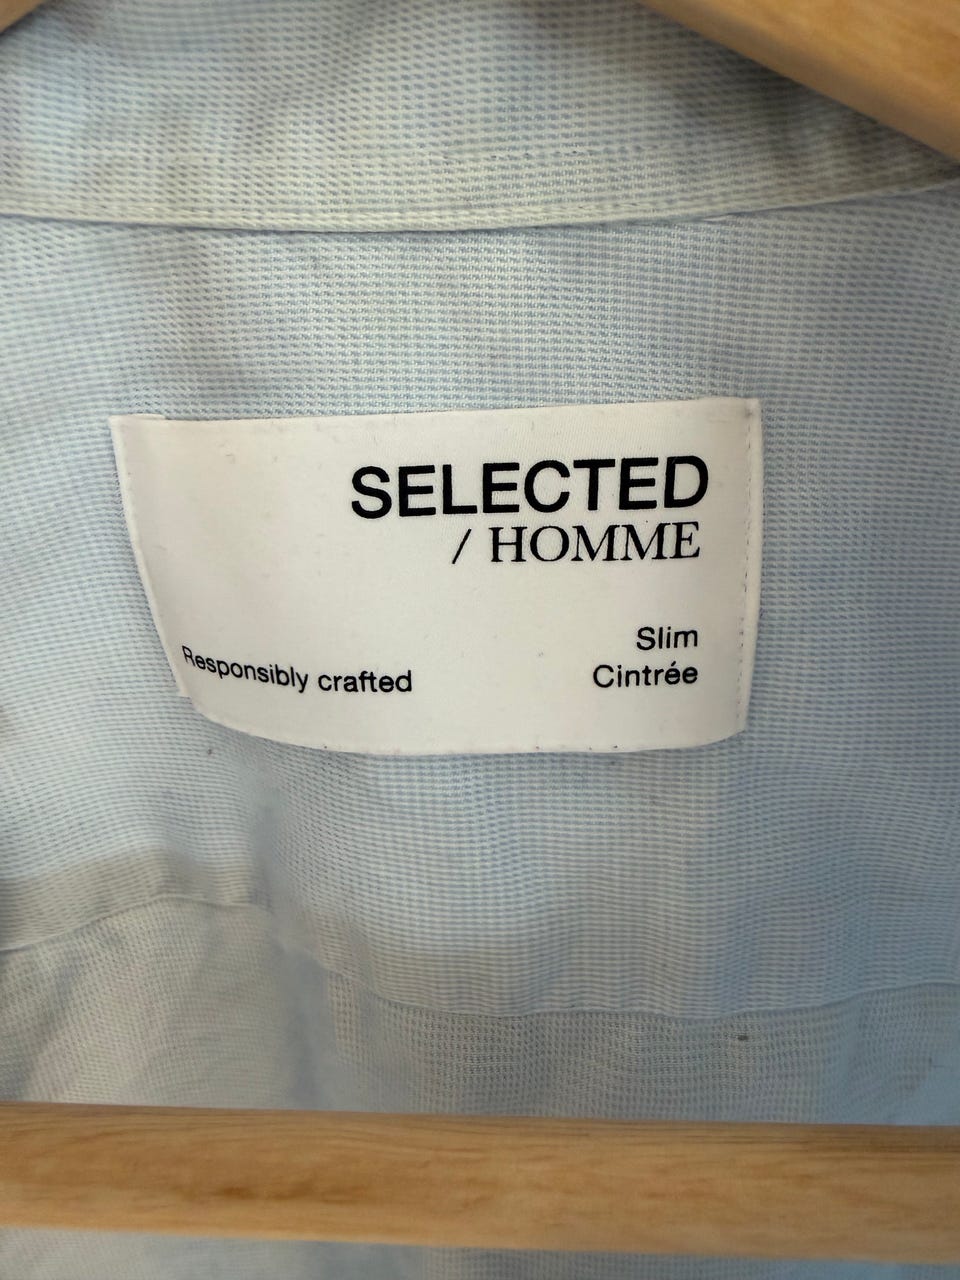 SELECTED
/ HOMME
Slim
Responsibly crafted Cintrée